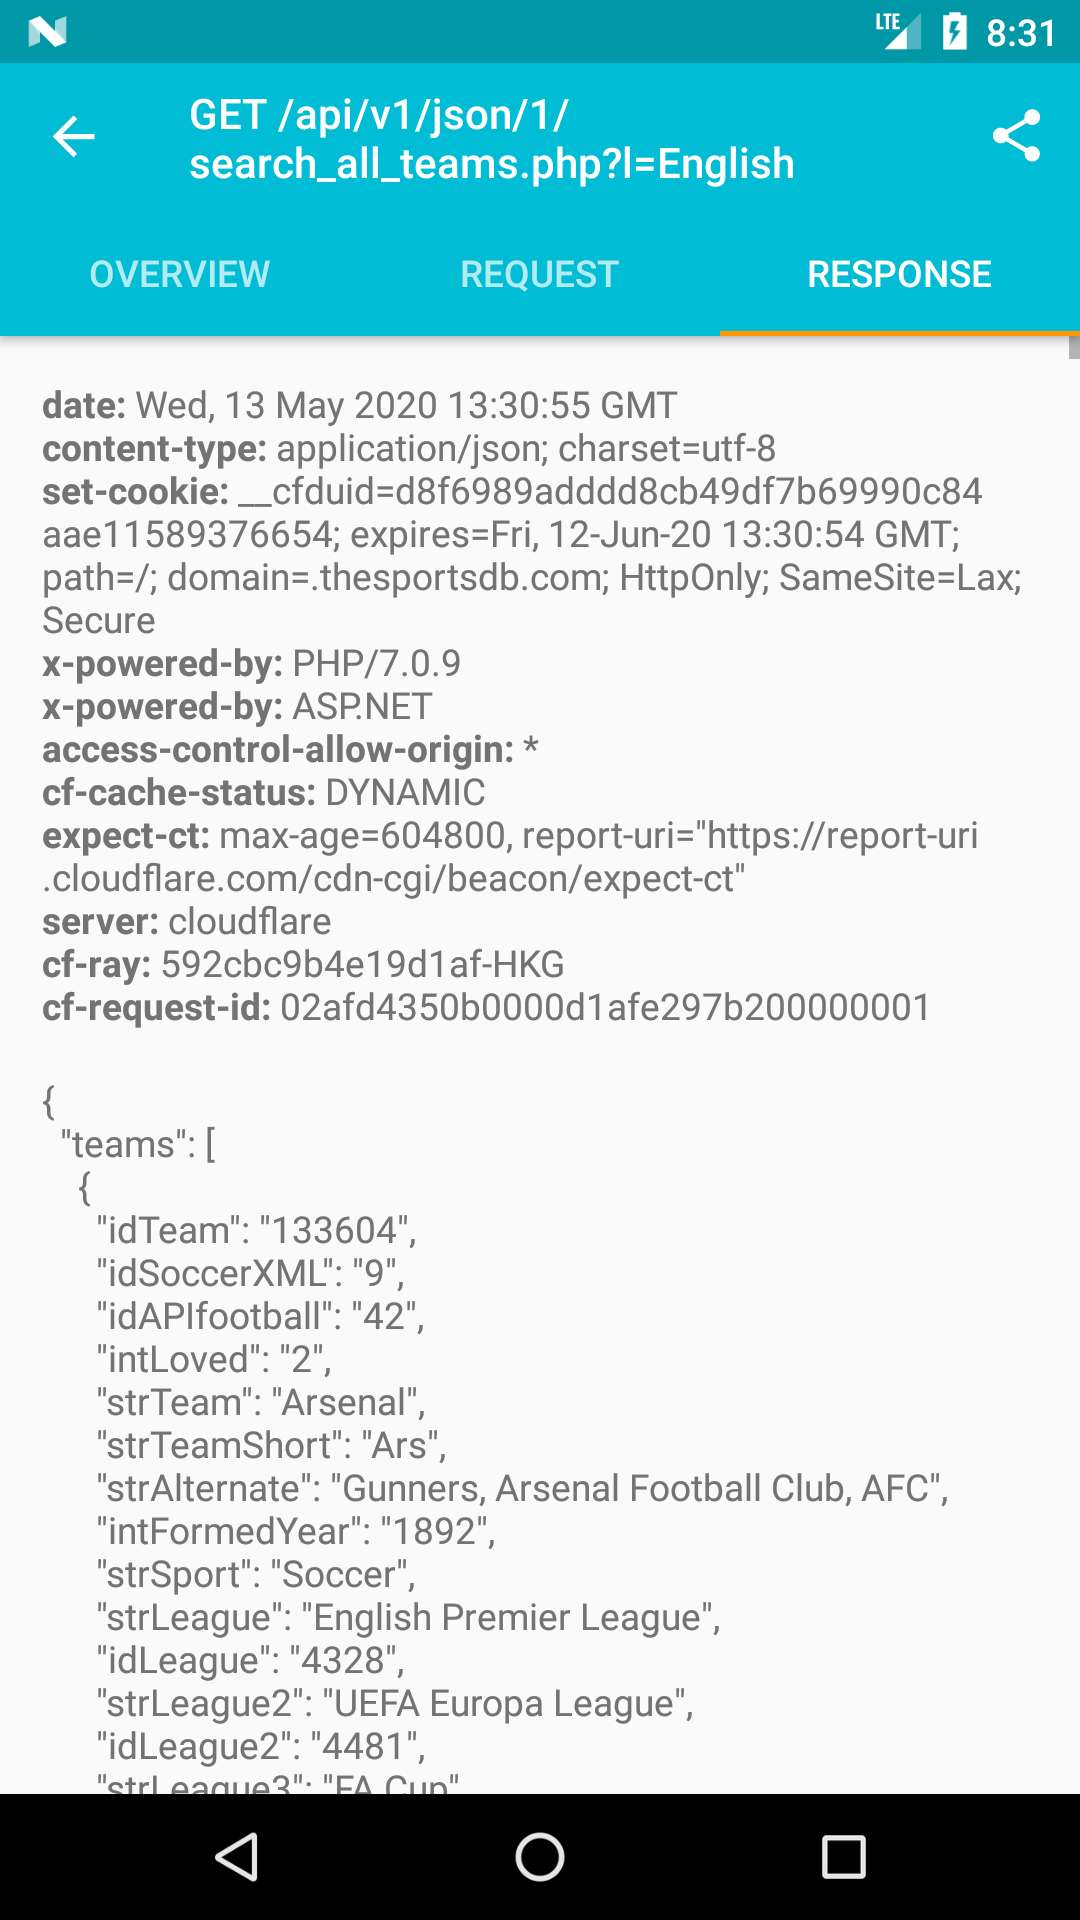 LTE 8:31
GET /api/v1/json/1/
search_all_teams.php?l=English
OVERVIEW REQUEST RESPONSE
date: Wed, 13 May 2020 13:30:55 GMT
content-type: application/json; charset=utf-8
set-cookie: __cfduid=d8f6989adddd8cb49df7b69990c84
aae11589376654; expires=Fri, 12-Jun-20 13:30:54 GMT;
path=/; domain=.thesportsdb.com; HttpOnly; SameSite=Lax;
Secure
x-powered-by: PHP/7.0.9
x-powered-by: ASP.NET
access-control-allow-origin: *
cf-cache-status: DYNAMIC
expect-ct: max-age=604800, report-uri="https://report-uri
.cloudflare.com/cdn-cgi/beacon/expect-ct"
server: cloudflare
cf-ray: 592cbc9b4e19d1af-HKG
cf-request-id: 02afd4350b0000d1afe297b200000001
{
"teams": [
{
"idTeam": "133604",
"idSoccerXML": "9",
"idAPIfootball": "42",
"intLoved": "2",
"strTeam": "Arsenal",
"strTeamShort": "Ars",
"strAlternate": "Gunners, Arsenal Football Club, AFC",
"intFormedYear": "1892",
"strSport": "Soccer",
"strLeague": "English Premier League",
"idLeague": "4328",
"strLeague2": "UEFA Europa League",
"idLeague2": "4481",
"strLeague3": "FA Cup"